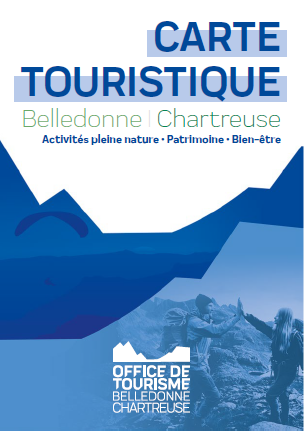 CARTE
TOURISTIQUE
Belledonne | Chartreuse
Activités pleine nature • Patrimoine • Bien-être
OFFICE DE
TOURISME
BELLEDONNE
CHARTREUSE